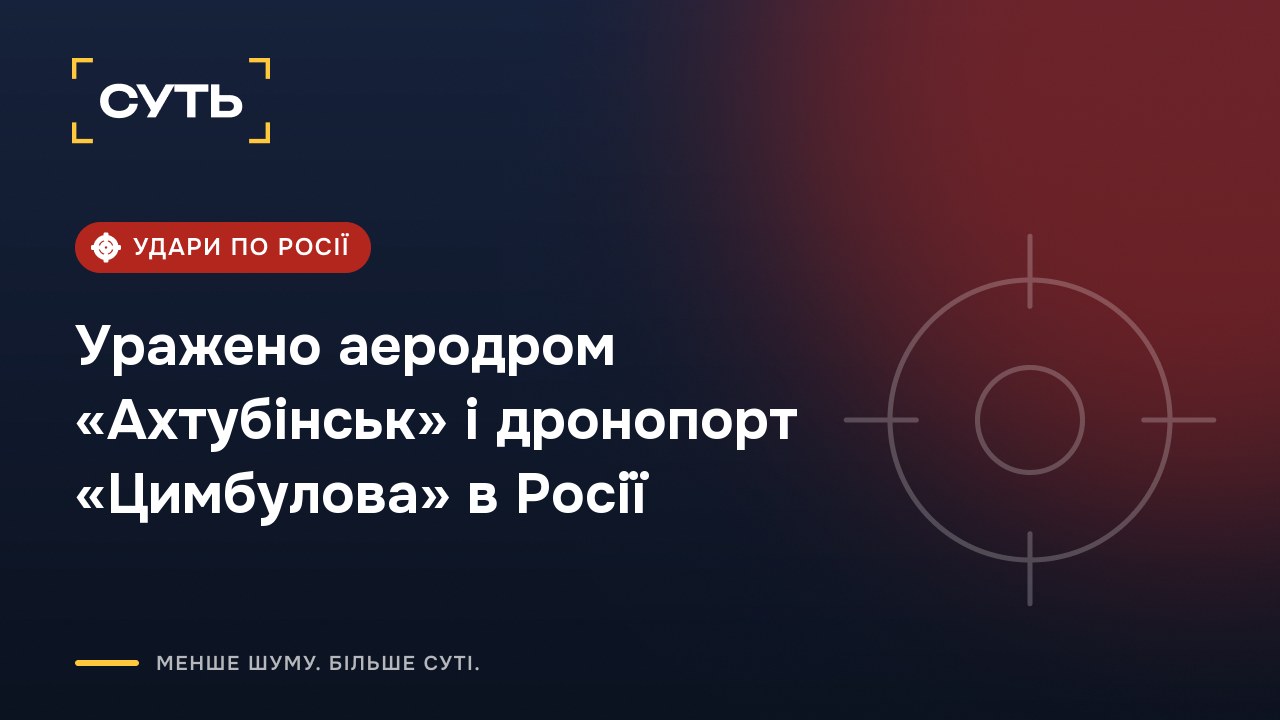 СУТЬ
УДАРИ ПО РОСІЇ
Уражено аеродром
«Ахтубінськ» і дронопорт
«Цимбулова» в Росії
МЕНШЕ ШУМУ. БІЛЬШЕ СУТІ.